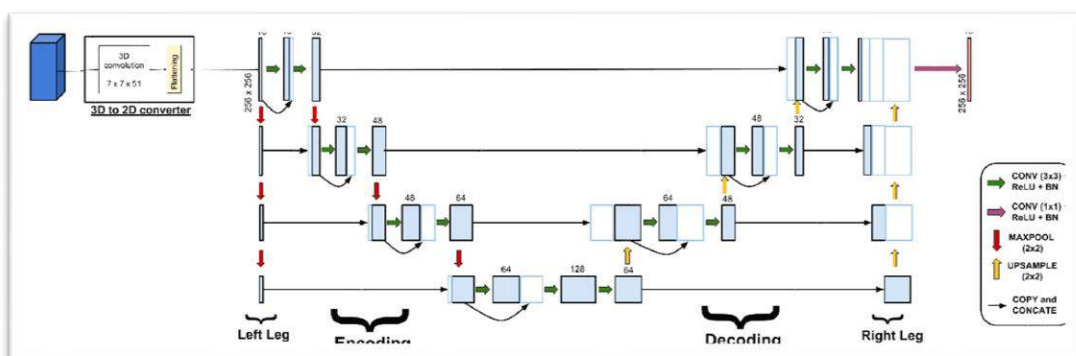 3D
convolution
7 x 7 x 51
Flattening
3D to 2D converter
256 x 256
32
48
48
64
64
128
64
64
48
48
32
256 x 256
CONV (3x3)
ReLU + BN
CONV (1x1)
ReLU + BN
MAXPOOL
(2x2)
UPSAMPLE
(2x2)
COPY and
CONCATE
Left Leg
Encoding
Decoding
Right Leg